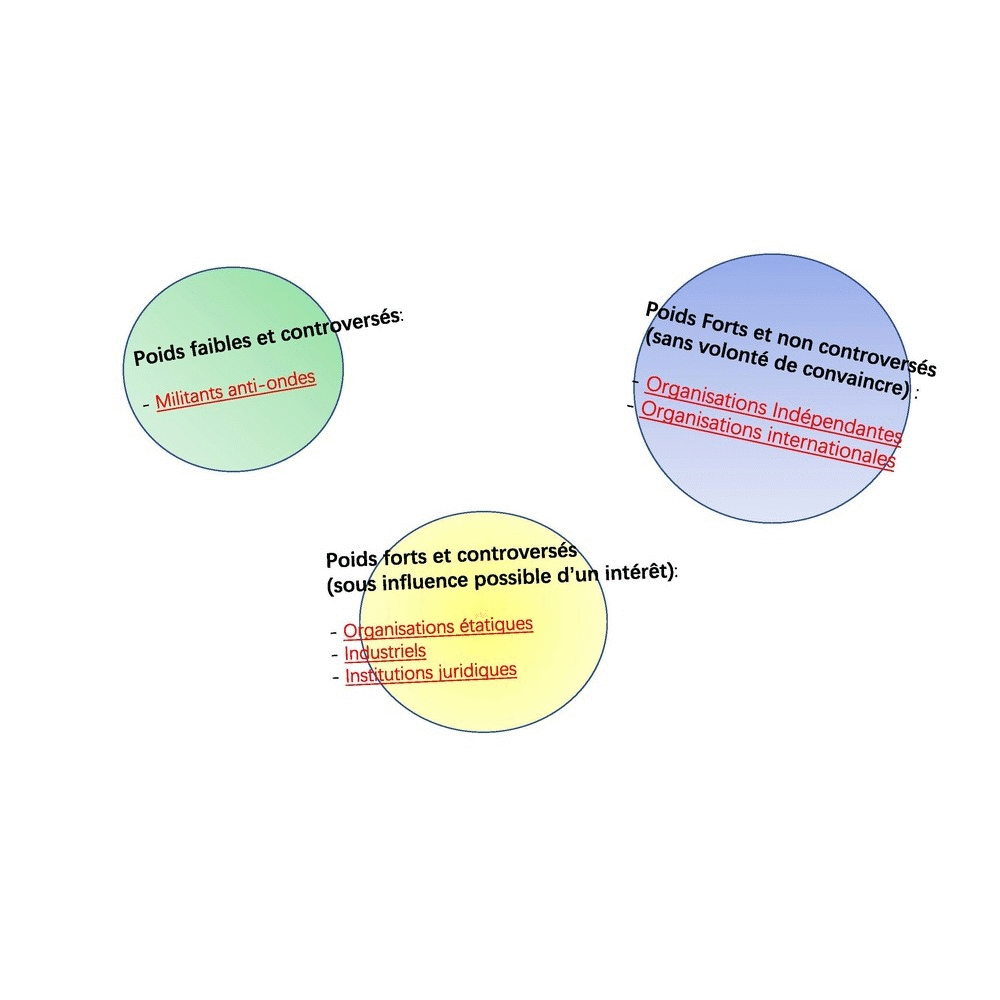 Poids faibles et controversés:
- Militants anti-ondes
Poids Forts et non controversés
(sans volonté de convaincre) :
- Organisations Indépendantes
- Organisations internationales
Poids forts et controversés
(sous influence possible d'un intérêt):
- Organisations étatiques
- Industriels
- Institutions juridiques